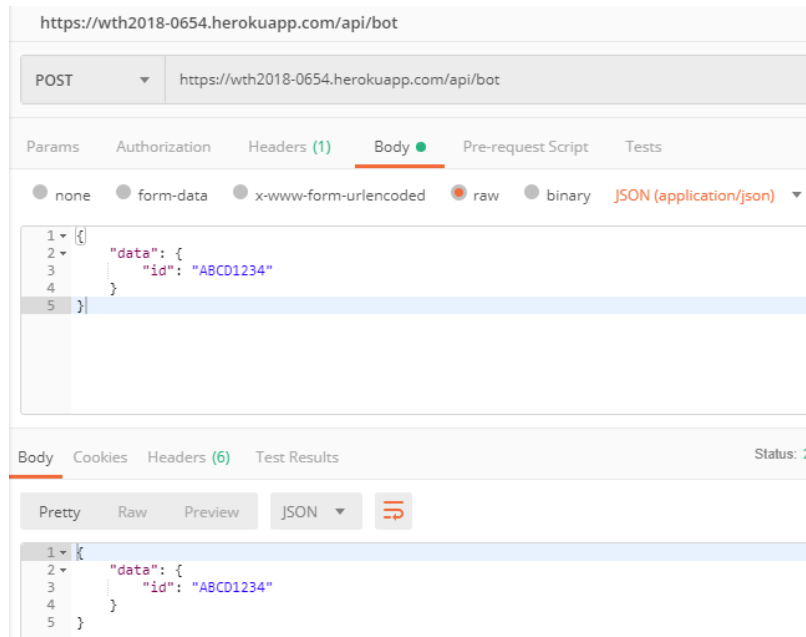 https://wth2018-0654.herokuapp.com/api/bot
POST https://wth2018-0654.herokuapp.com/api/bot
Params Authorization Headers (1) Body Pre-request Script Tests
none form-data x-www-form-urlencoded raw binary JSON (application/json)
1 {
2 "data": {
3 "id": "ABCD1234"
4 }
5 }
Body Cookies Headers (6) Test Results Status: 2
Pretty Raw Preview JSON
1 {
2 "data": {
3 "id": "ABCD1234"
4 }
5 }